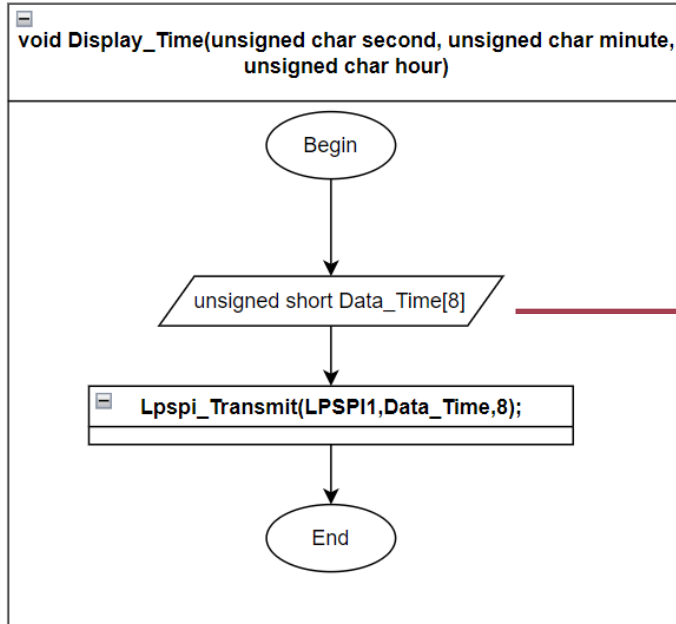 void Display_Time(unsigned char second, unsigned char minute,
unsigned char hour)
Begin
unsigned short Data_Time[8]
Lpspi_Transmit(LPSPI1,Data_Time,8);
End